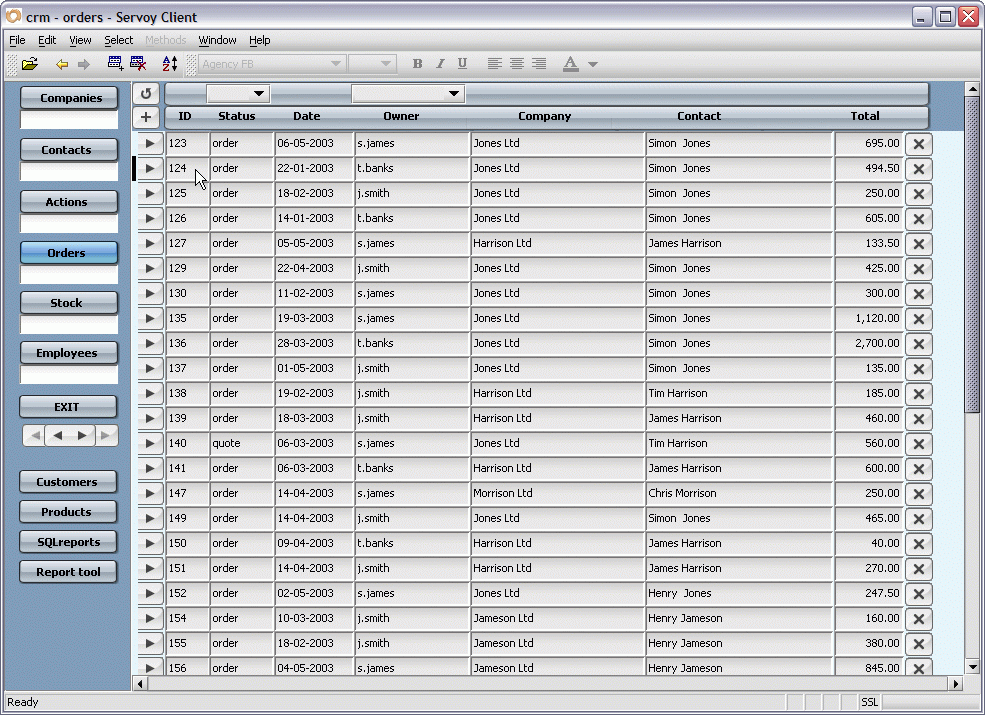 crm - orders - Servoy Client
File Edit View Select Methods Window Help
Agency FB B I U A
Companies
Contacts
Actions
Orders
Stock
Employees
EXIT
Customers
Products
SQLreports
Report tool
ID Status Date Owner Company Contact Total
123 order 06-05-2003 s.james Jones Ltd Simon Jones 695.00
124 order 22-01-2003 t.banks Jones Ltd Simon Jones 494.50
125 order 18-02-2003 j.smith Jones Ltd Simon Jones 250.00
126 order 14-01-2003 t.banks Jones Ltd Simon Jones 605.00
127 order 05-05-2003 s.james Harrison Ltd James Harrison 133.50
129 order 22-04-2003 j.smith Jones Ltd Simon Jones 425.00
130 order 11-02-2003 s.james Jones Ltd Simon Jones 300.00
135 order 19-03-2003 s.james Jones Ltd Simon Jones 1,120.00
136 order 28-03-2003 t.banks Jones Ltd Simon Jones 2,700.00
137 order 01-05-2003 j.smith Jones Ltd Simon Jones 135.00
138 order 19-02-2003 j.smith Harrison Ltd Tim Harrison 185.00
139 order 18-03-2003 j.smith Harrison Ltd James Harrison 460.00
140 quote 06-03-2003 s.james Jones Ltd Tim Harrison 560.00
141 order 06-03-2003 t.banks Harrison Ltd James Harrison 600.00
147 order 14-04-2003 s.james Morrison Ltd Chris Morrison 250.00
149 order 14-04-2003 j.smith Jones Ltd Simon Jones 465.00
150 order 09-04-2003 t.banks Harrison Ltd James Harrison 40.00
151 order 14-04-2003 j.smith Harrison Ltd James Harrison 270.00
152 order 02-05-2003 s.james Jones Ltd Henry Jones 247.50
154 order 10-03-2003 j.smith Jameson Ltd Henry Jameson 160.00
155 order 18-02-2003 j.smith Jameson Ltd Henry Jameson 380.00
156 order 04-05-2003 s.james Jameson Ltd Henry Jameson 845.00
Ready SSL